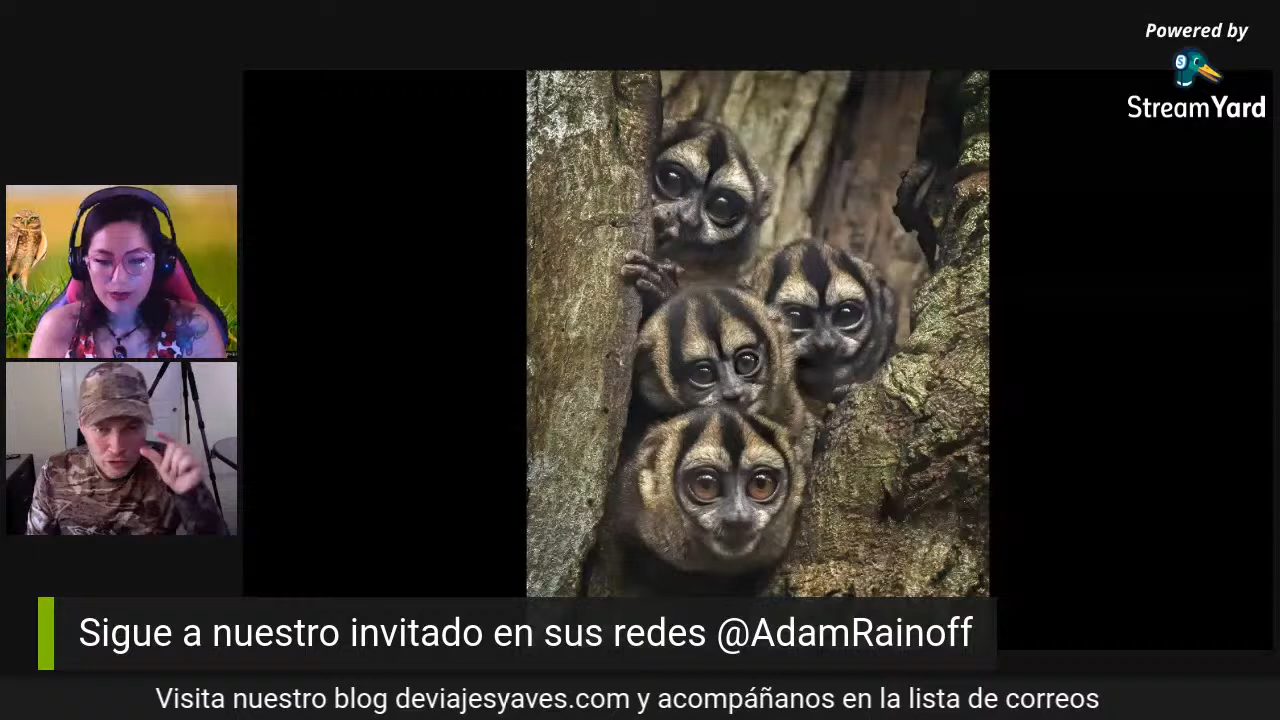 Powered by
StreamYard
Sigue a nuestro invitado en sus redes @AdamRainoff
Visita nuestro blog deviajesyaves.com y acompáñanos en la lista de correos